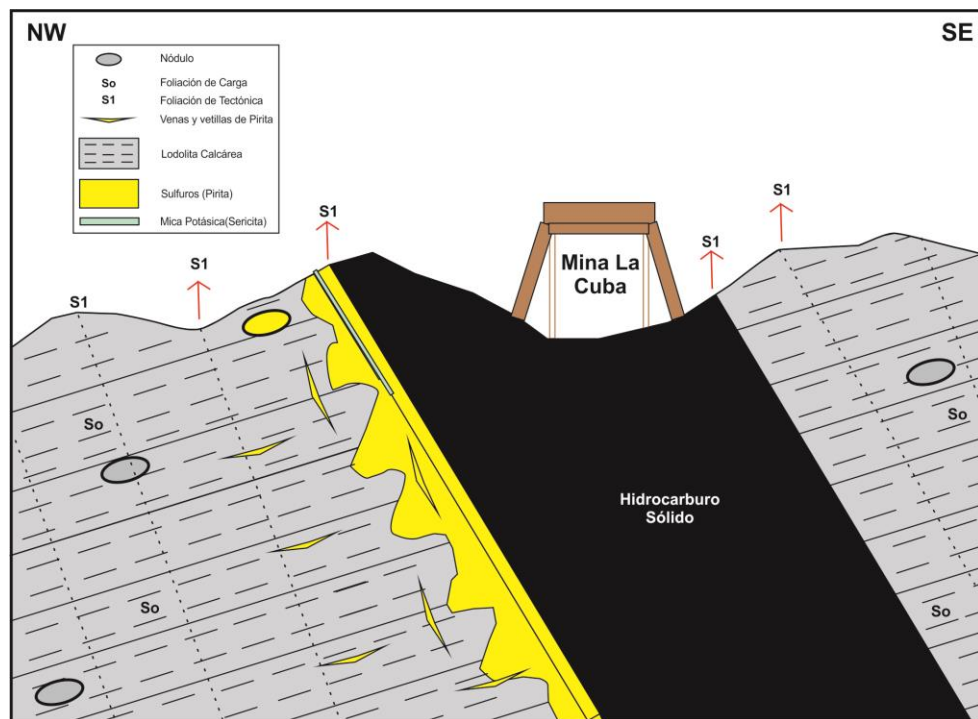 NW
SE
Nódulo
So
Foliación de Carga
S1
Foliación de Tectónica
Venas y vetillas de Pirita
Lodolita Calcárea
Sulfuros (Pirita)
Mica Potásica(Sericita)
S1
S1
S1
S1
S1
Mina La
Cuba
So
So
Hidrocarburo
Sólido
So
So